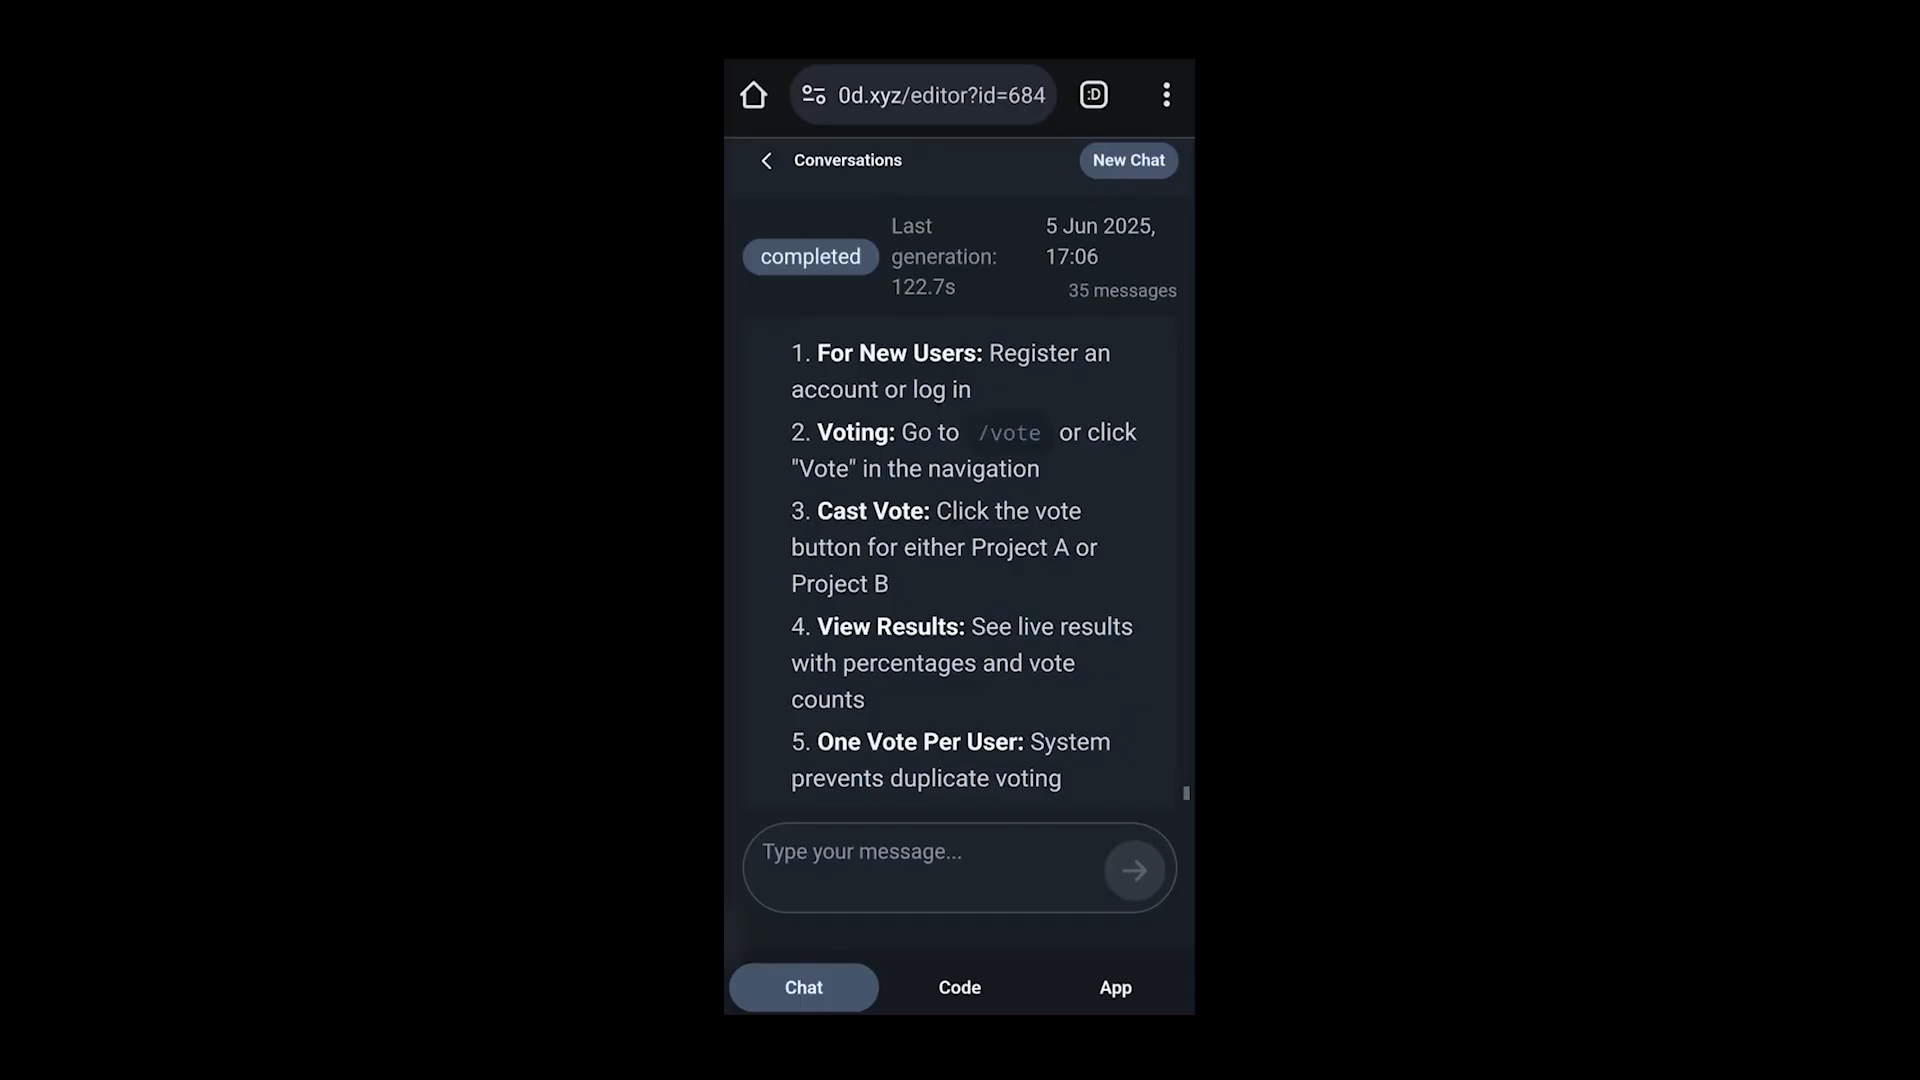 0d.xyz/editor?id=684
:D
Conversations
New Chat
completed
Last
generation:
122.7s
5 Jun 2025,
17:06
35 messages
1. For New Users: Register an
account or log in
2. Voting: Go to /vote or click
"Vote" in the navigation
3. Cast Vote: Click the vote
button for either Project A or
Project B
4. View Results: See live results
with percentages and vote
counts
5. One Vote Per User: System
prevents duplicate voting
Type your message...
Chat
Code
App